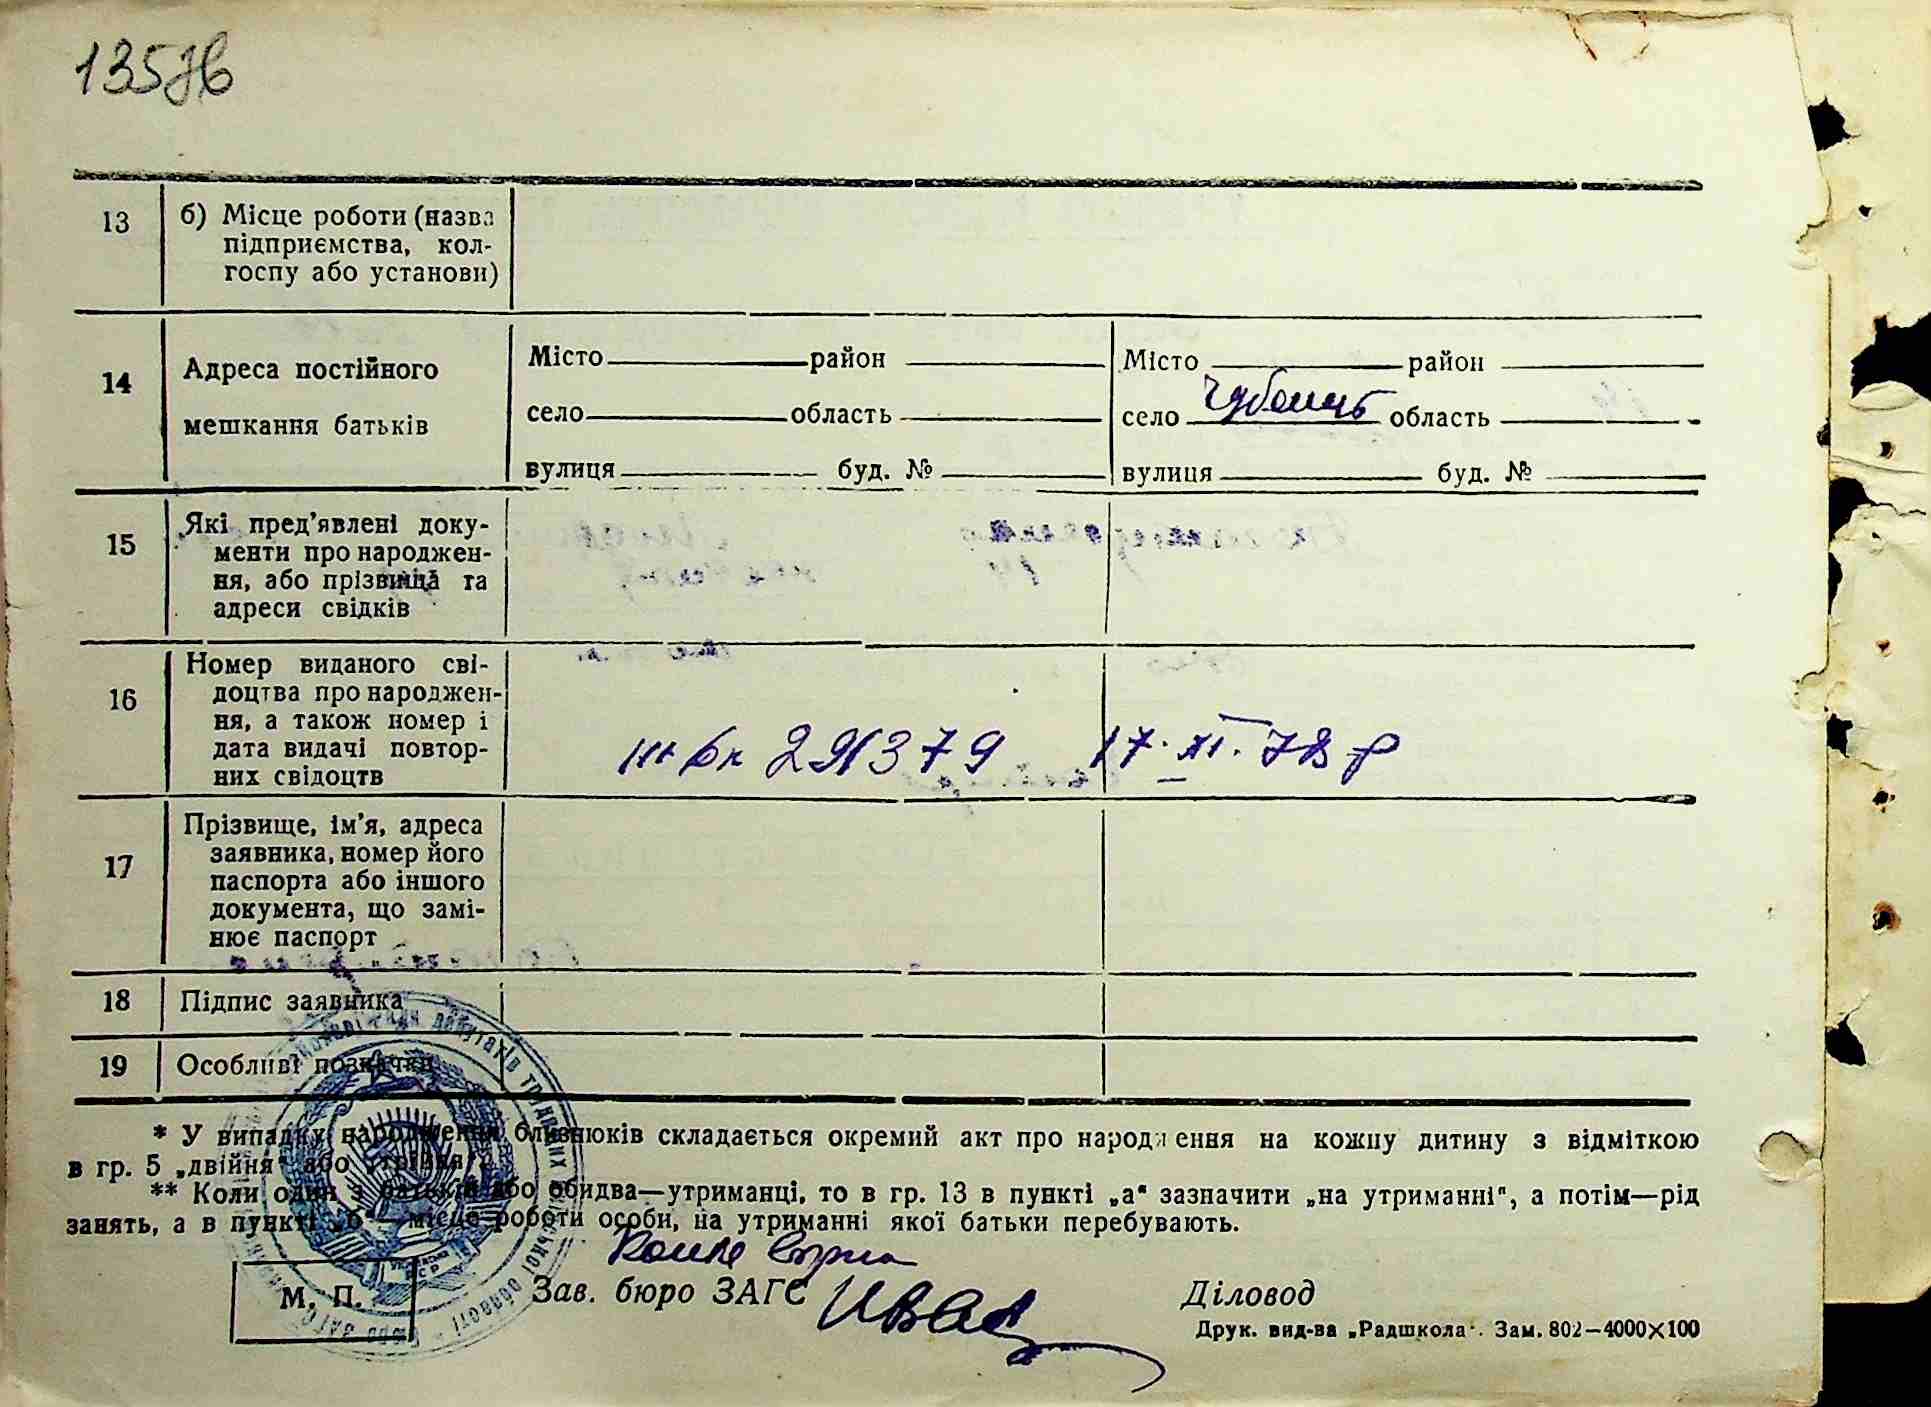 135
13 б) Місце роботи (назва
підприємства, кол-
госпу або установи)
14 Адреса постійного
мешкання батьків
Місто район
село область
вулиця буд. №
Місто район
село область
вулиця буд. №
15 Які пред'явлені доку-
менти про народжен-
ня, або прізвища та
адреси свідків
16 Номер виданого сві-
доцтва про народжен-
ня, а також номер і
дата видачі повтор-
них свідоцтв
17. XI. 78 р
17 Прізвище, ім'я, адреса
заявника, номер його
паспорта або іншого
документа, що замі-
нює паспорт
18 Підпис заявника
19 Особливі позначки
* У випадку народження близнюків складається окремий акт про народження на кожну дитину з відміткою
в гр. 5 „двійня" або „трійня".
** Коли один з батьків або обидва—утриманці, то в гр. 13 в пункті „а" зазначити „на утриманні", а потім—рід
занять, а в пункті „б"—місце роботи особи, на утриманні якої батьки перебувають.
М. П.
Зав. бюро ЗАГС
Діловод
Друк. вид-ва „Радшкола". Зам. 802—4000×100